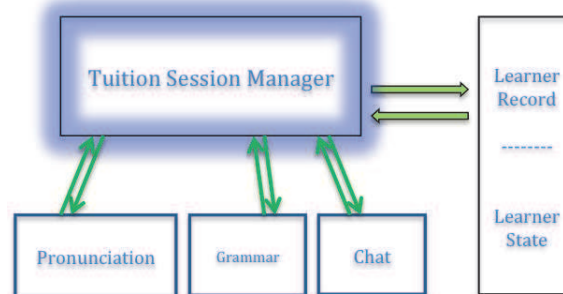 Tuition Session Manager
Learner
Record
--------
Learner
State
Pronunciation
Grammar
Chat